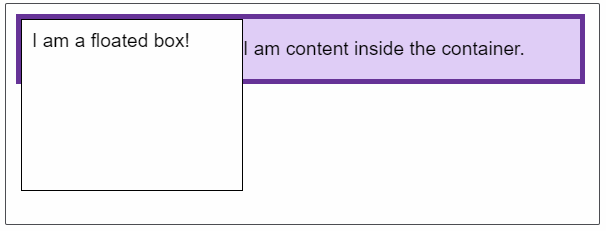 I am a floated box!
I am content inside the container.